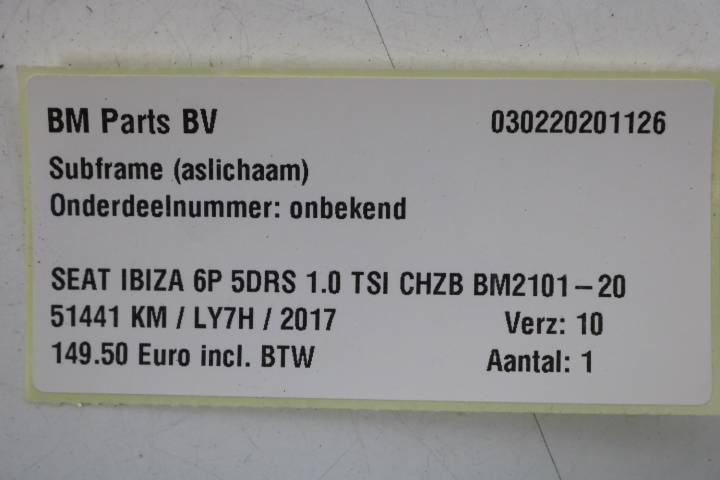 BM Parts BV 030220201126
Subframe (aslichaam)
Onderdeelnummer: onbekend
SEAT IBIZA 6P 5DRS 1.0 TSI CHZB BM2101-20
51441 KM / LY7H / 2017 Verz: 10
149.50 Euro incl. BTW Aantal: 1